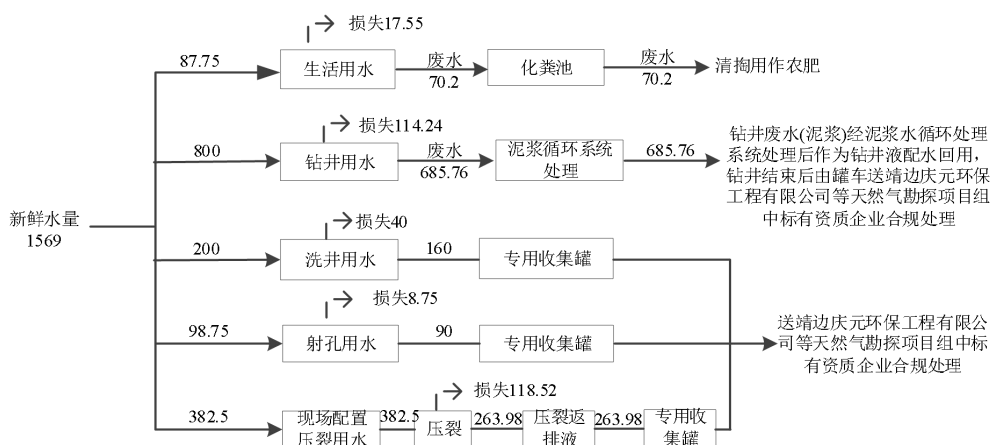 损失17.55
87.75
生活用水
废水
70.2
化粪池
废水
70.2
清掏用作农肥
损失114.24
800
钻井用水
废水
685.76
泥浆循环系统
处理
685.76
钻井废水(泥浆)经泥浆水循环处理
系统处理后作为钻井液配水回用，
钻井结束后由罐车送靖边庆元环保
工程有限公司等天然气勘探项目组
中标有资质企业合规处理
新鲜水量
1569
损失40
200
洗井用水
160
专用收集罐
损失8.75
98.75
射孔用水
90
专用收集罐
送靖边庆元环保工程有限公
司等天然气勘探项目组中标
有资质企业合规处理
损失118.52
382.5
现场配置
压裂用水
382.5
压裂
263.98
压裂返
排液
263.98
专用收
集罐